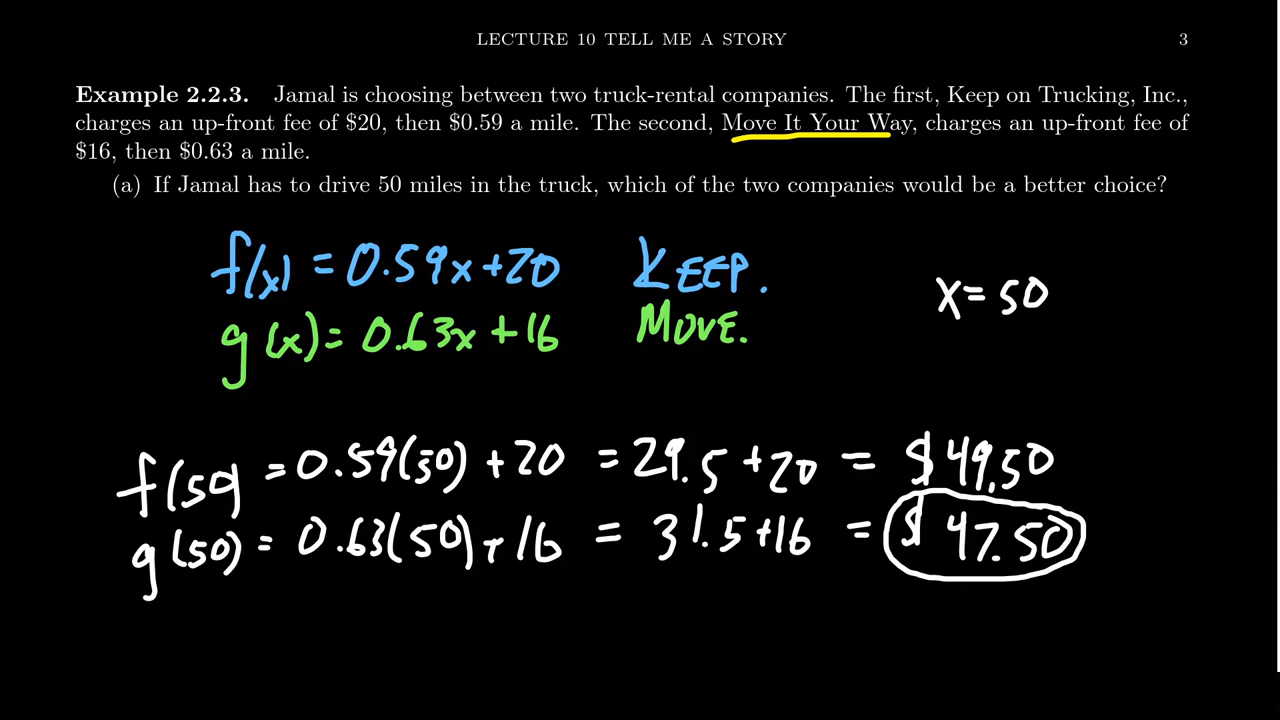 LECTURE 10 TELL ME A STORY 3
Example 2.2.3. Jamal is choosing between two truck-rental companies. The first, Keep on Trucking, Inc.,
charges an up-front fee of $20, then $0.59 a mile. The second, Move It Your Way, charges an up-front fee of
$16, then $0.63 a mile.
(a) If Jamal has to drive 50 miles in the truck, which of the two companies would be a better choice?
f(x) = 0.59x+20 KEEP.
x = 50
g(x) = 0.63x +16 MOVE.
f(50) = 0.59(50) + 20 = 29.5 + 20 = $49.50
g(50) = 0.63(50) + 16 = 31.5 + 16 = $47.50